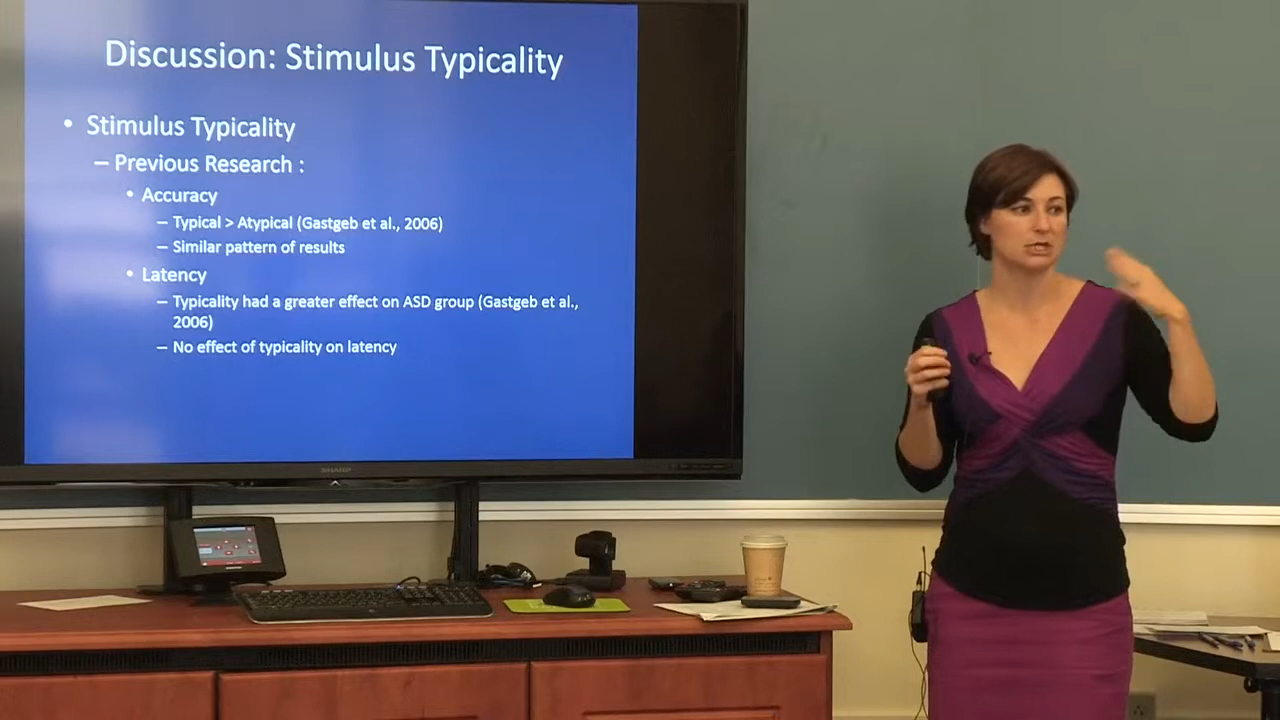 Discussion: Stimulus Typicality
• Stimulus Typicality
– Previous Research :
• Accuracy
– Typical > Atypical (Gastgeb et al., 2006)
– Similar pattern of results
• Latency
– Typicality had a greater effect on ASD group (Gastgeb et al.,
2006)
– No effect of typicality on latency
SHARP